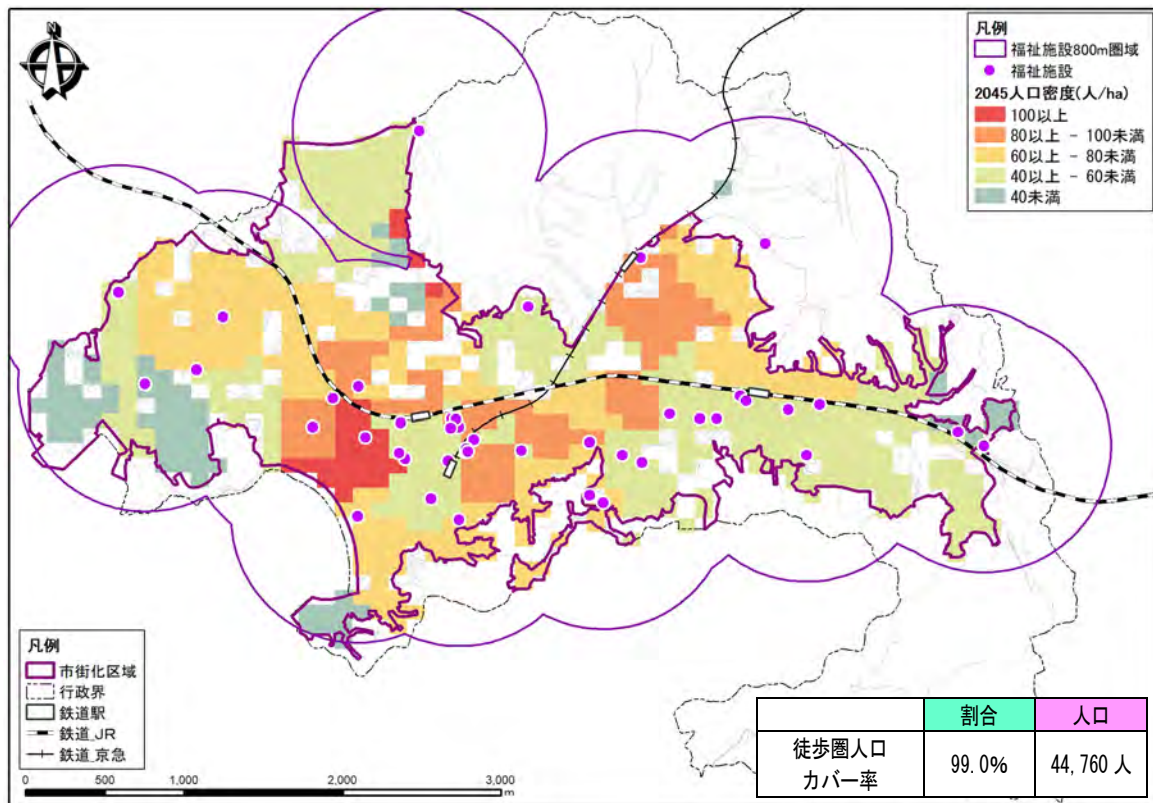 凡例
福祉施設800m圏域
福祉施設
2045人口密度(人/ha)
100以上
80以上 - 100未満
60以上 - 80未満
40以上 - 60未満
40未満
凡例
市街化区域
行政界
鉄道駅
鉄道_JR
鉄道_京急
0 500 1,000 2,000 3,000
m
割合 人口
徒歩圏人口
カバー率
99.0% 44,760 人